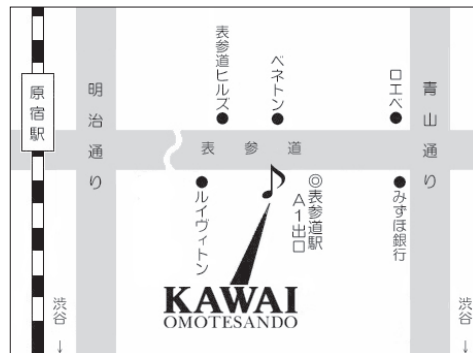 原宿駅
明治通り
表参道ヒルズ
ベネトン
ロエベ
青山通り
表参道
ルイヴィトン
◎表参道駅
A1出口
みずほ銀行
KAWAI
OMOTESANDO
渋谷
↓
渋谷
↓